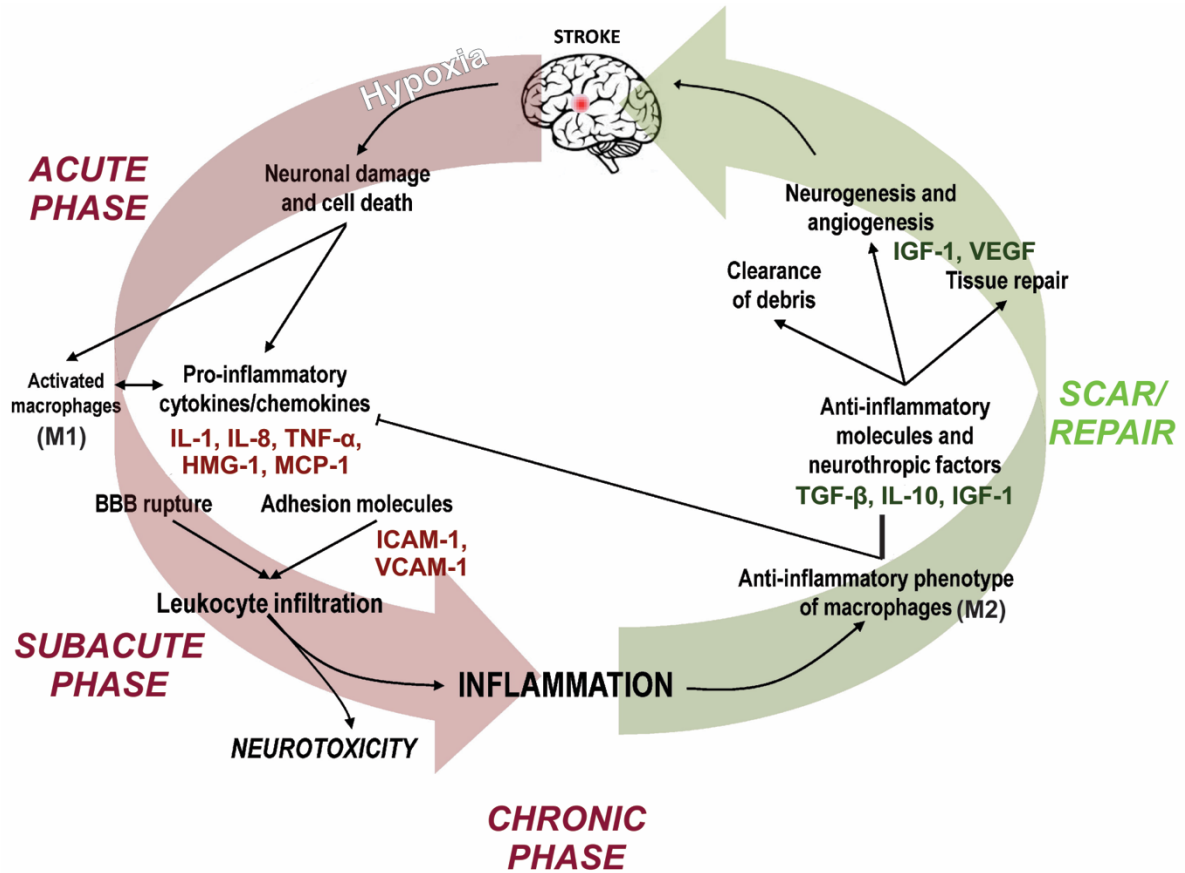 STROKE
Hypoxia
ACUTE
PHASE
Neuronal damage
and cell death
Activated
macrophages
(M1)
Pro-inflammatory
cytokines/chemokines
IL-1, IL-8, TNF-α,
HMG-1, MCP-1
BBB rupture
Adhesion molecules
ICAM-1,
VCAM-1
Leukocyte infiltration
SUBACUTE
PHASE
NEUROTOXICITY
INFLAMMATION
CHRONIC
PHASE
Neurogenesis and
angiogenesis
IGF-1, VEGF
Clearance
of debris
Tissue repair
SCAR/
REPAIR
Anti-inflammatory
molecules and
neurothropic factors
TGF-β, IL-10, IGF-1
Anti-inflammatory phenotype
of macrophages (M2)